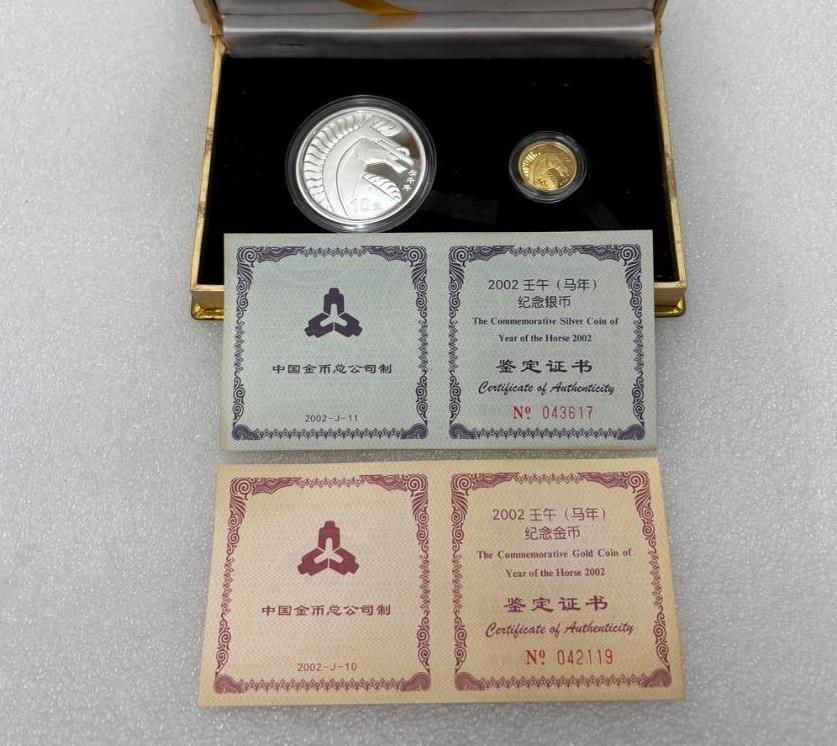 壬午年
10元
中国金币总公司制
2002-J-11
2002 壬午（马年）
纪念银币
The Commemorative Silver Coin of
Year of the Horse 2002
鉴定证书
Certificate of Authenticity
Nº 043617
中国金币总公司制
2002-J-10
2002 壬午（马年）
纪念金币
The Commemorative Gold Coin of
Year of the Horse 2002
鉴定证书
Certificate of Authenticity
Nº 042119